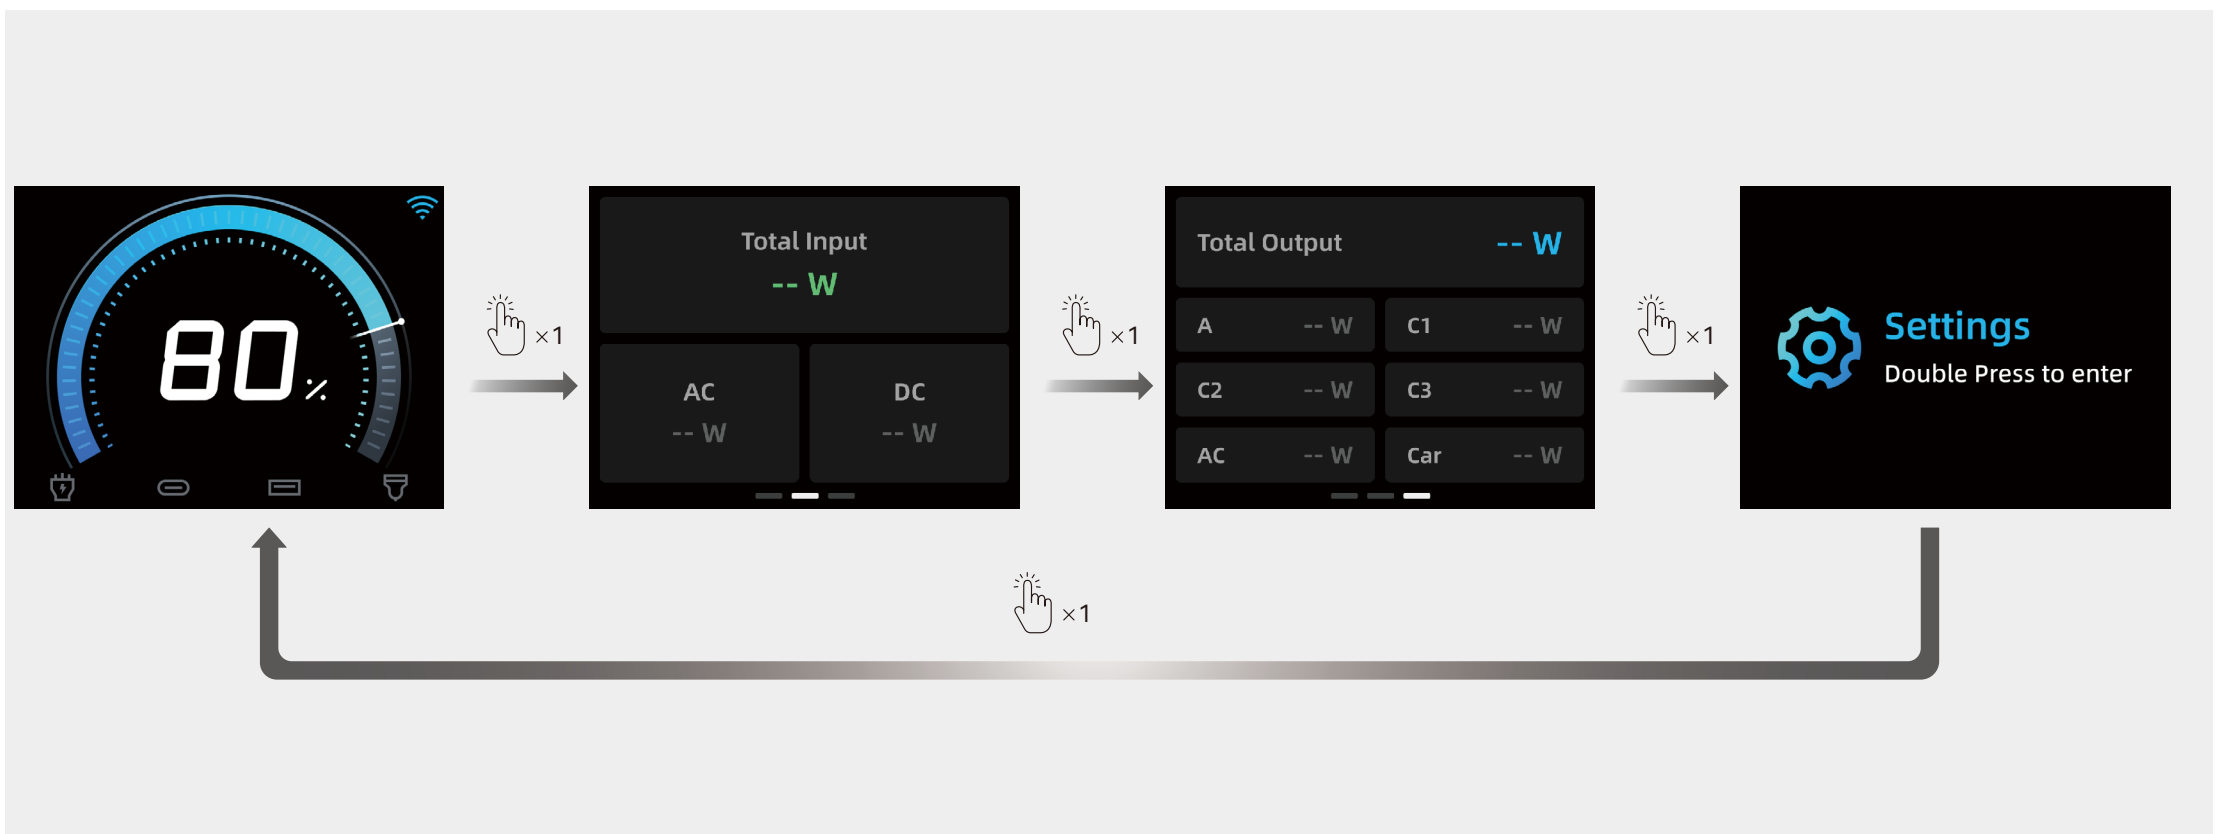 80%
×1
Total Input
-- W
AC
-- W
DC
-- W
×1
Total Output -- W
A -- W
C1 -- W
C2 -- W
C3 -- W
AC -- W
Car -- W
×1
Settings
Double Press to enter
×1